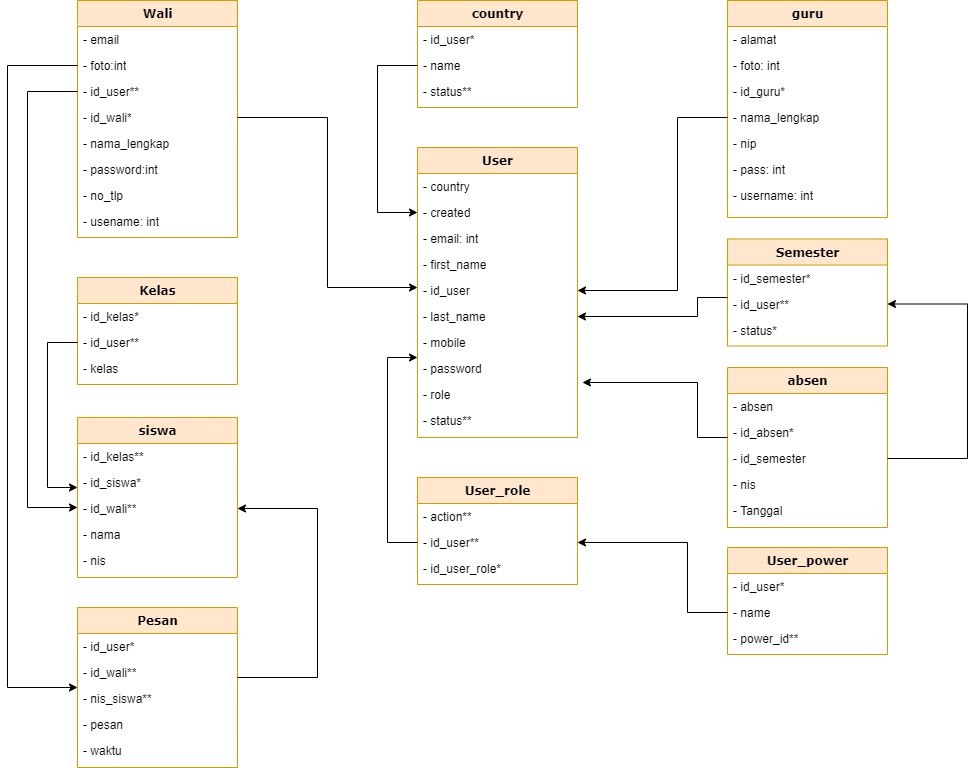 Wali
- email
- foto:int
- id_user**
- id_wali*
- nama_lengkap
- password:int
- no_tlp
- usename: int
Kelas
- id_kelas*
- id_user**
- kelas
siswa
- id_kelas**
- id_siswa*
- id_wali**
- nama
- nis
Pesan
- id_user*
- id_wali**
- nis_siswa**
- pesan
- waktu
country
- id_user*
- name
- status**
User
- country
- created
- email: int
- first_name
- id_user
- last_name
- mobile
- password
- role
- status**
User_role
- action**
- id_user**
- id_user_role*
guru
- alamat
- foto: int
- id_guru*
- nama_lengkap
- nip
- pass: int
- username: int
Semester
- id_semester*
- id_user**
- status*
absen
- absen
- id_absen*
- id_semester
- nis
- Tanggal
User_power
- id_user*
- name
- power_id**